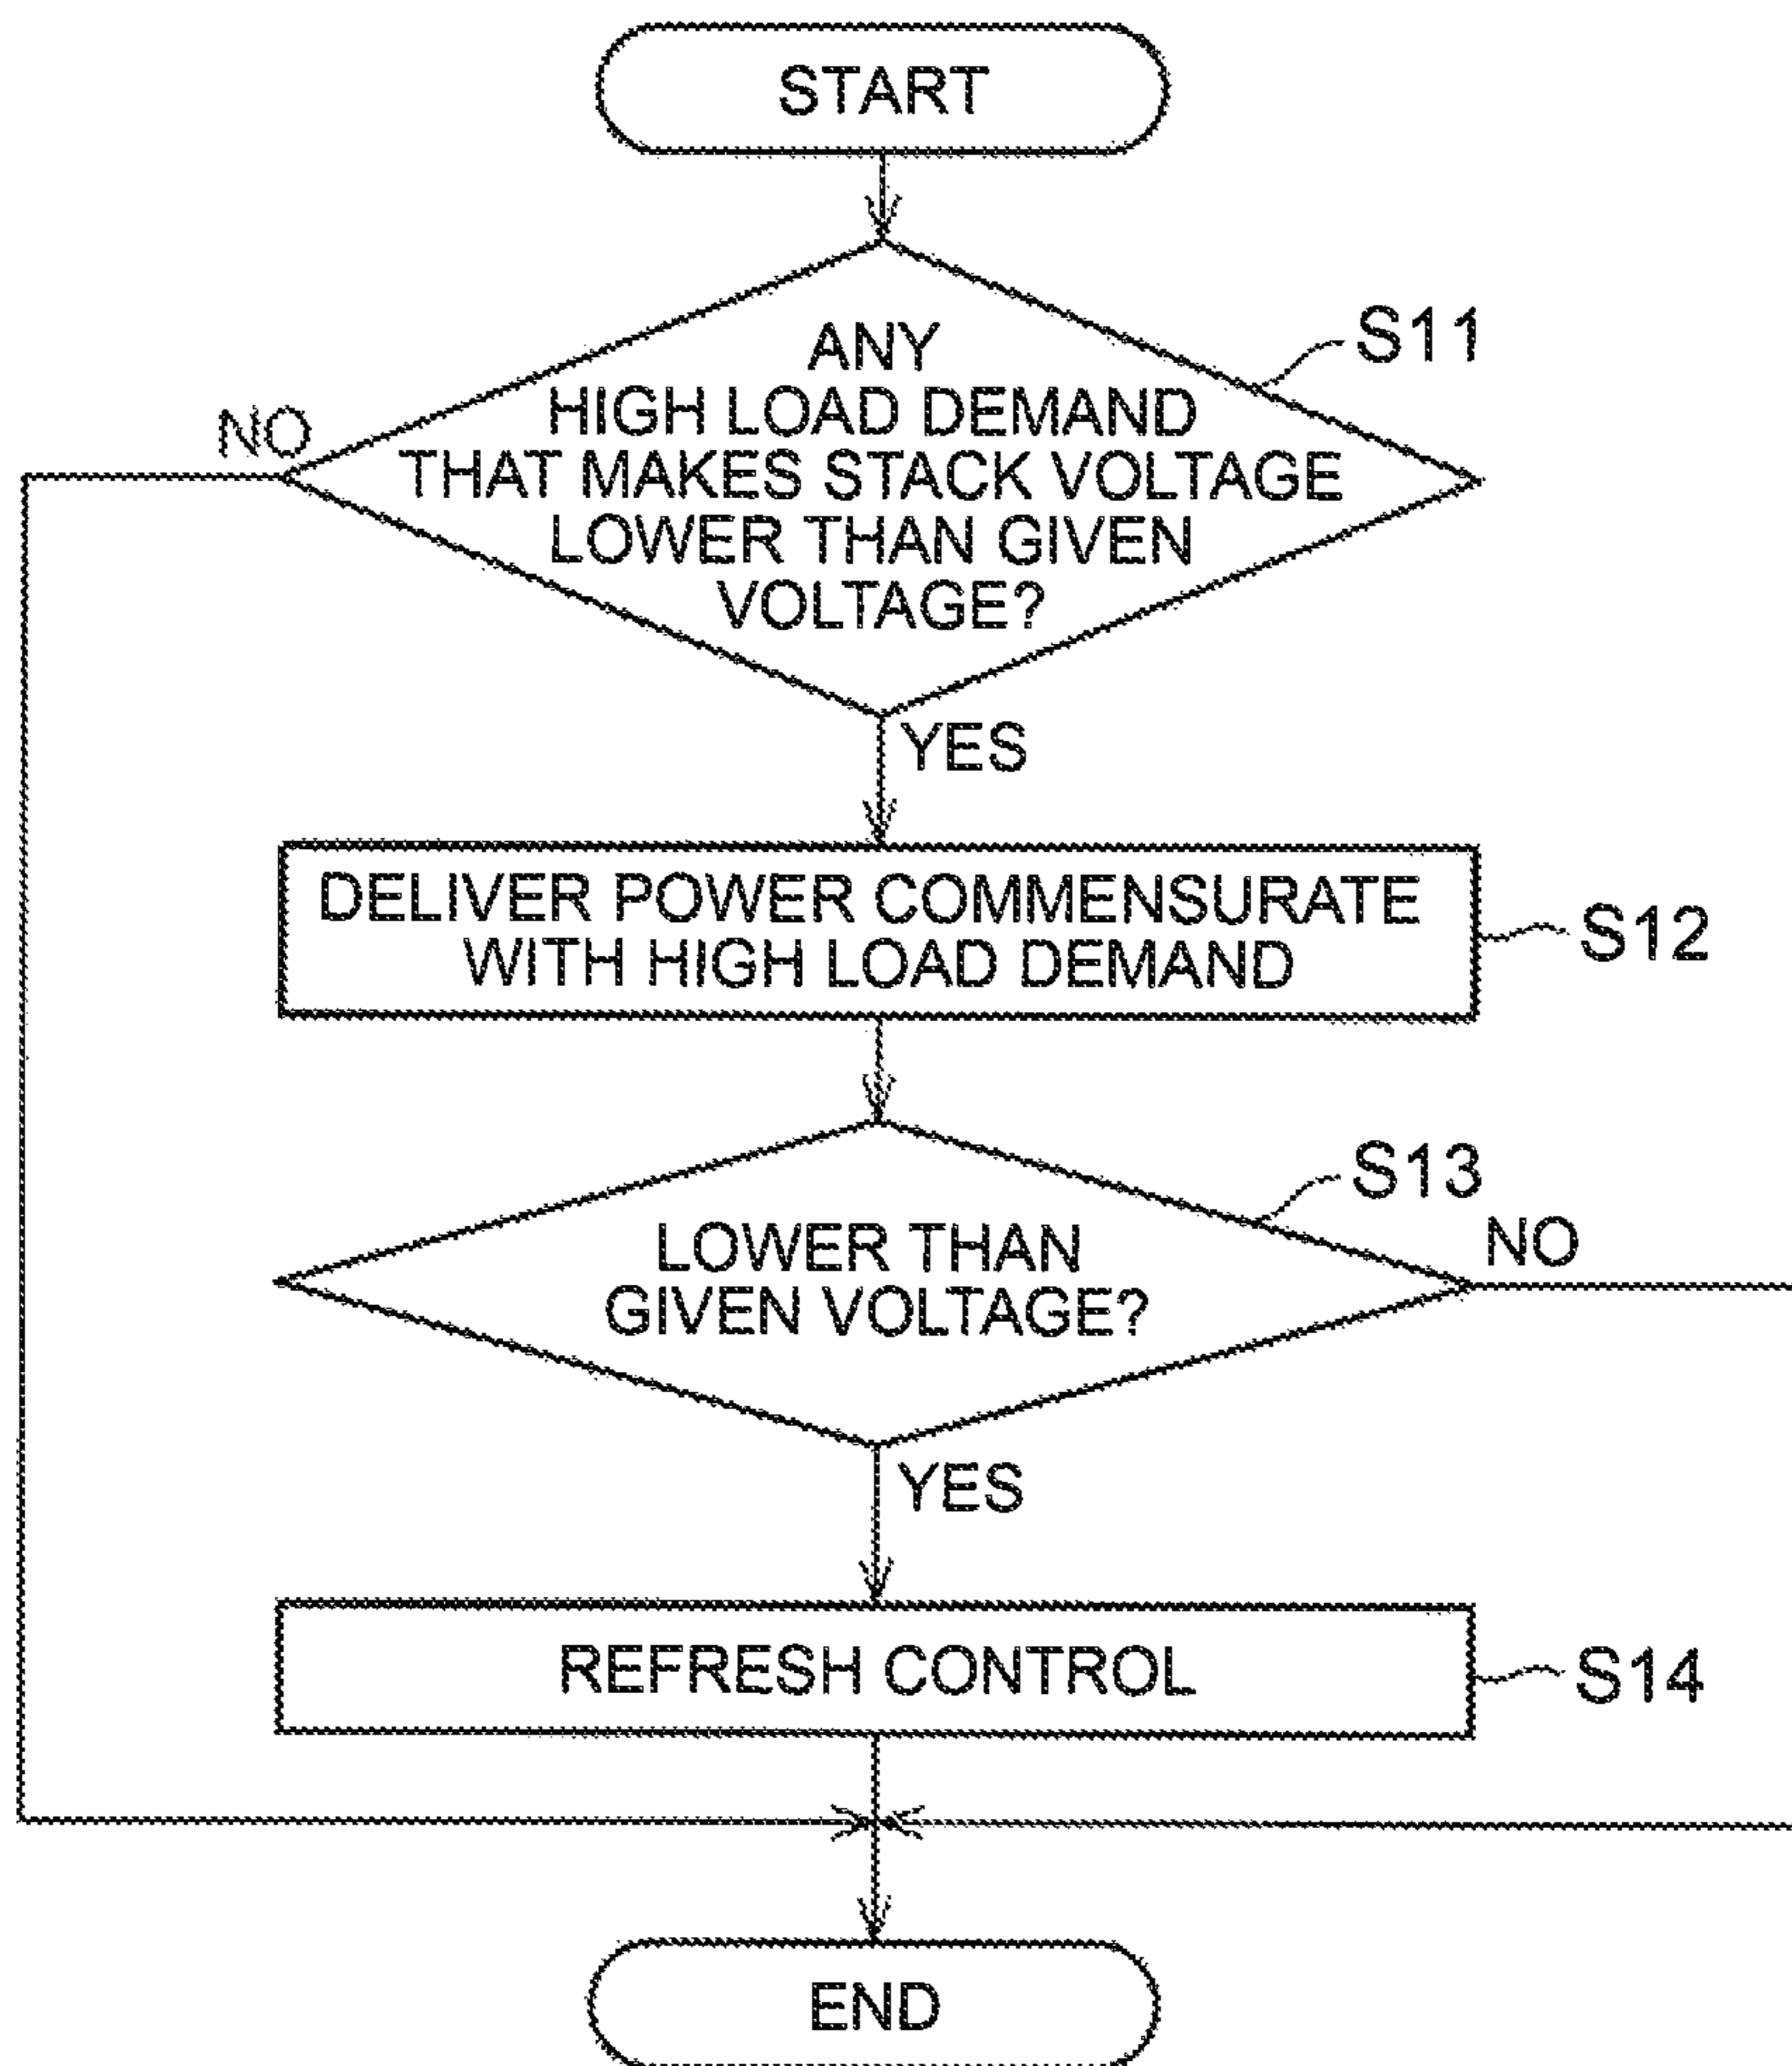 START
ANY
HIGH LOAD DEMAND
THAT MAKES STACK VOLTAGE
LOWER THAN GIVEN
VOLTAGE?
S11
NO
YES
DELIVER POWER COMMENSURATE
WITH HIGH LOAD DEMAND
S12
LOWER THAN
GIVEN VOLTAGE?
S13
NO
YES
REFRESH CONTROL
S14
END